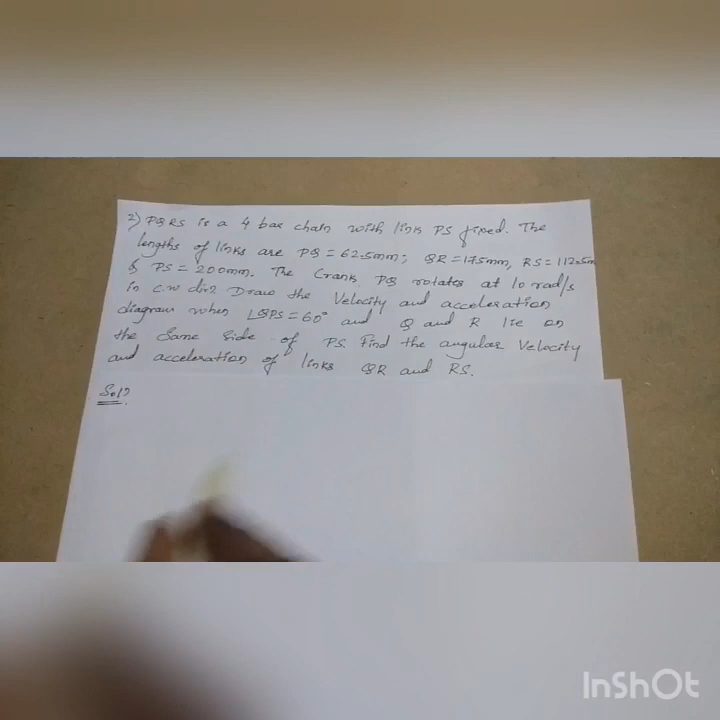 2) PQRS is a 4 bar chain with link PS fixed. The
lengths of links are PQ = 62.5mm; QR = 175mm, RS = 112.5m
& PS = 200mm. The Crank PQ rotates at 10 rad/s
in c.w dirn Draw the Velocity and acceleration
diagram when ∠QPS = 60° and Q and R lie on
the Same Side of PS. Find the angular Velocity
and acceleration of links QR and RS.
Soln
InShOt